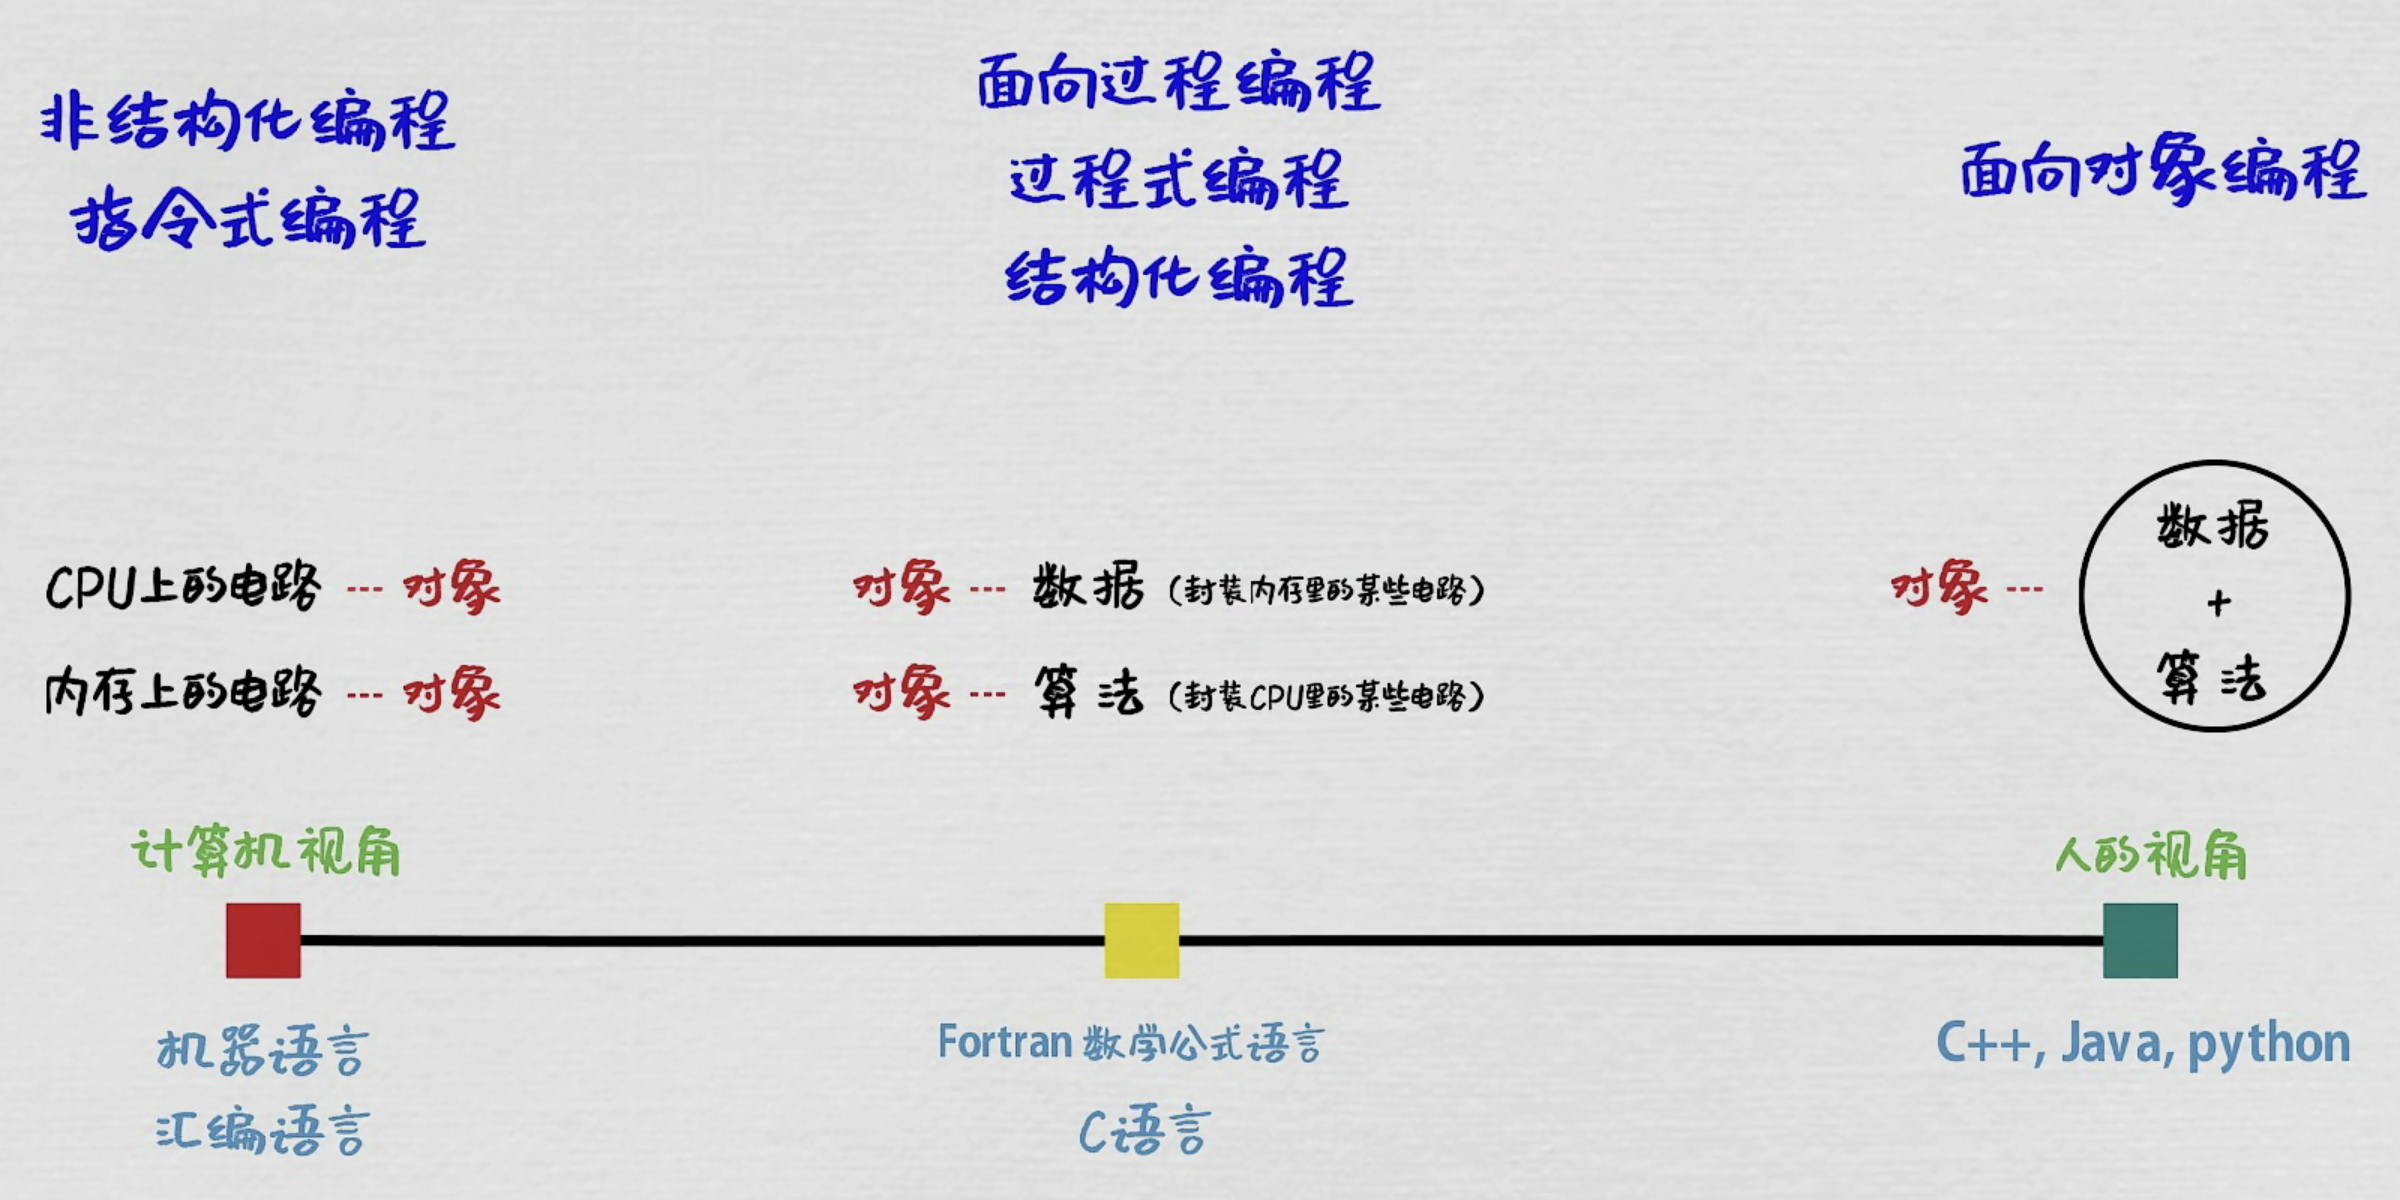 非结构化编程
指令式编程
面向过程编程
过程式编程
结构化编程
面向对象编程
CPU上的电路 --- 对象
内存上的电路 --- 对象
对象 --- 数据（封装内存里的某些电路）
对象 --- 算法（封装CPU里的某些电路）
对象 ---
数据
+
算法
计算机视角
人的视角
机器语言
汇编语言
Fortran 数学公式语言
C语言
C++, Java, python